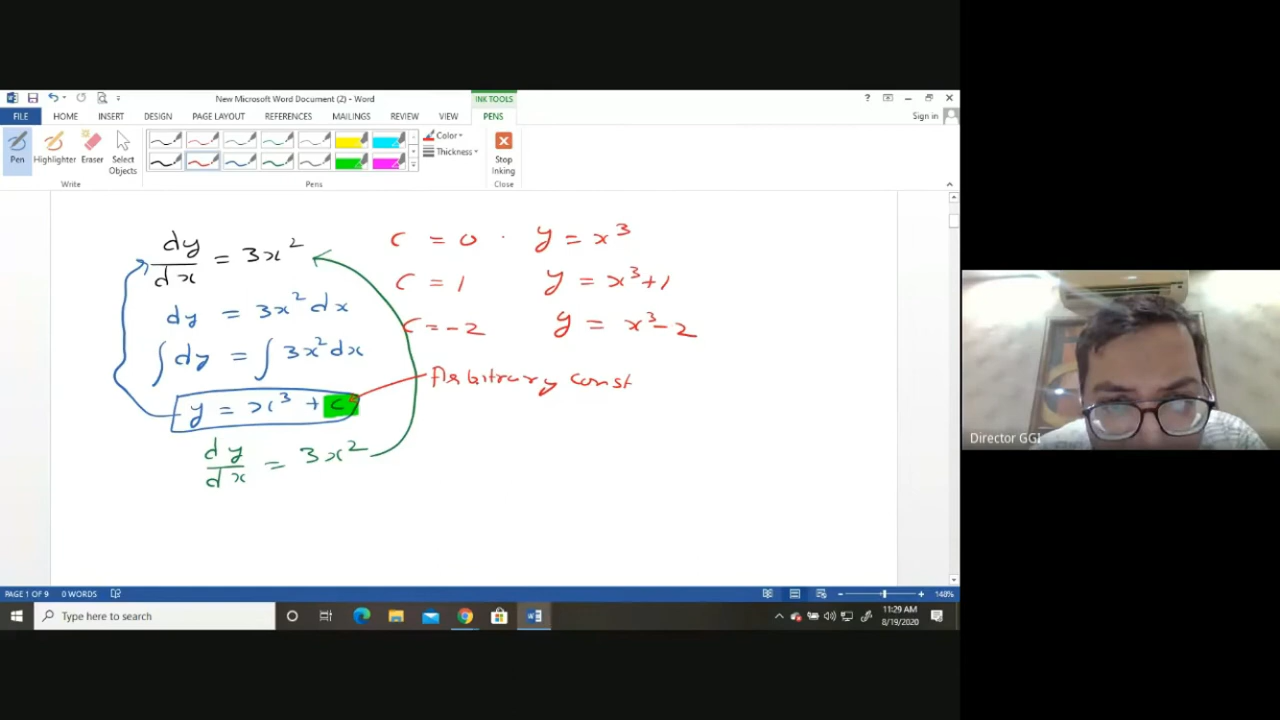 New Microsoft Word Document (2) - Word
INK TOOLS
Sign in
FILE HOME INSERT DESIGN PAGE LAYOUT REFERENCES MAILINGS REVIEW VIEW PENS
Pen Highlighter Eraser Select Objects
Color
Thickness
Stop Inking
Write Pens Close
dy/dx = 3x²
dy = 3x² dx
∫ dy = ∫ 3x² dx
y = x³ + c
dy/dx = 3x²
c = 0 y = x³
c = 1 y = x³+1
c = -2 y = x³-2
Arbitrary const
Director GGI
PAGE 1 OF 9 0 WORDS 148%
Type here to search
11:29 AM
8/19/2020